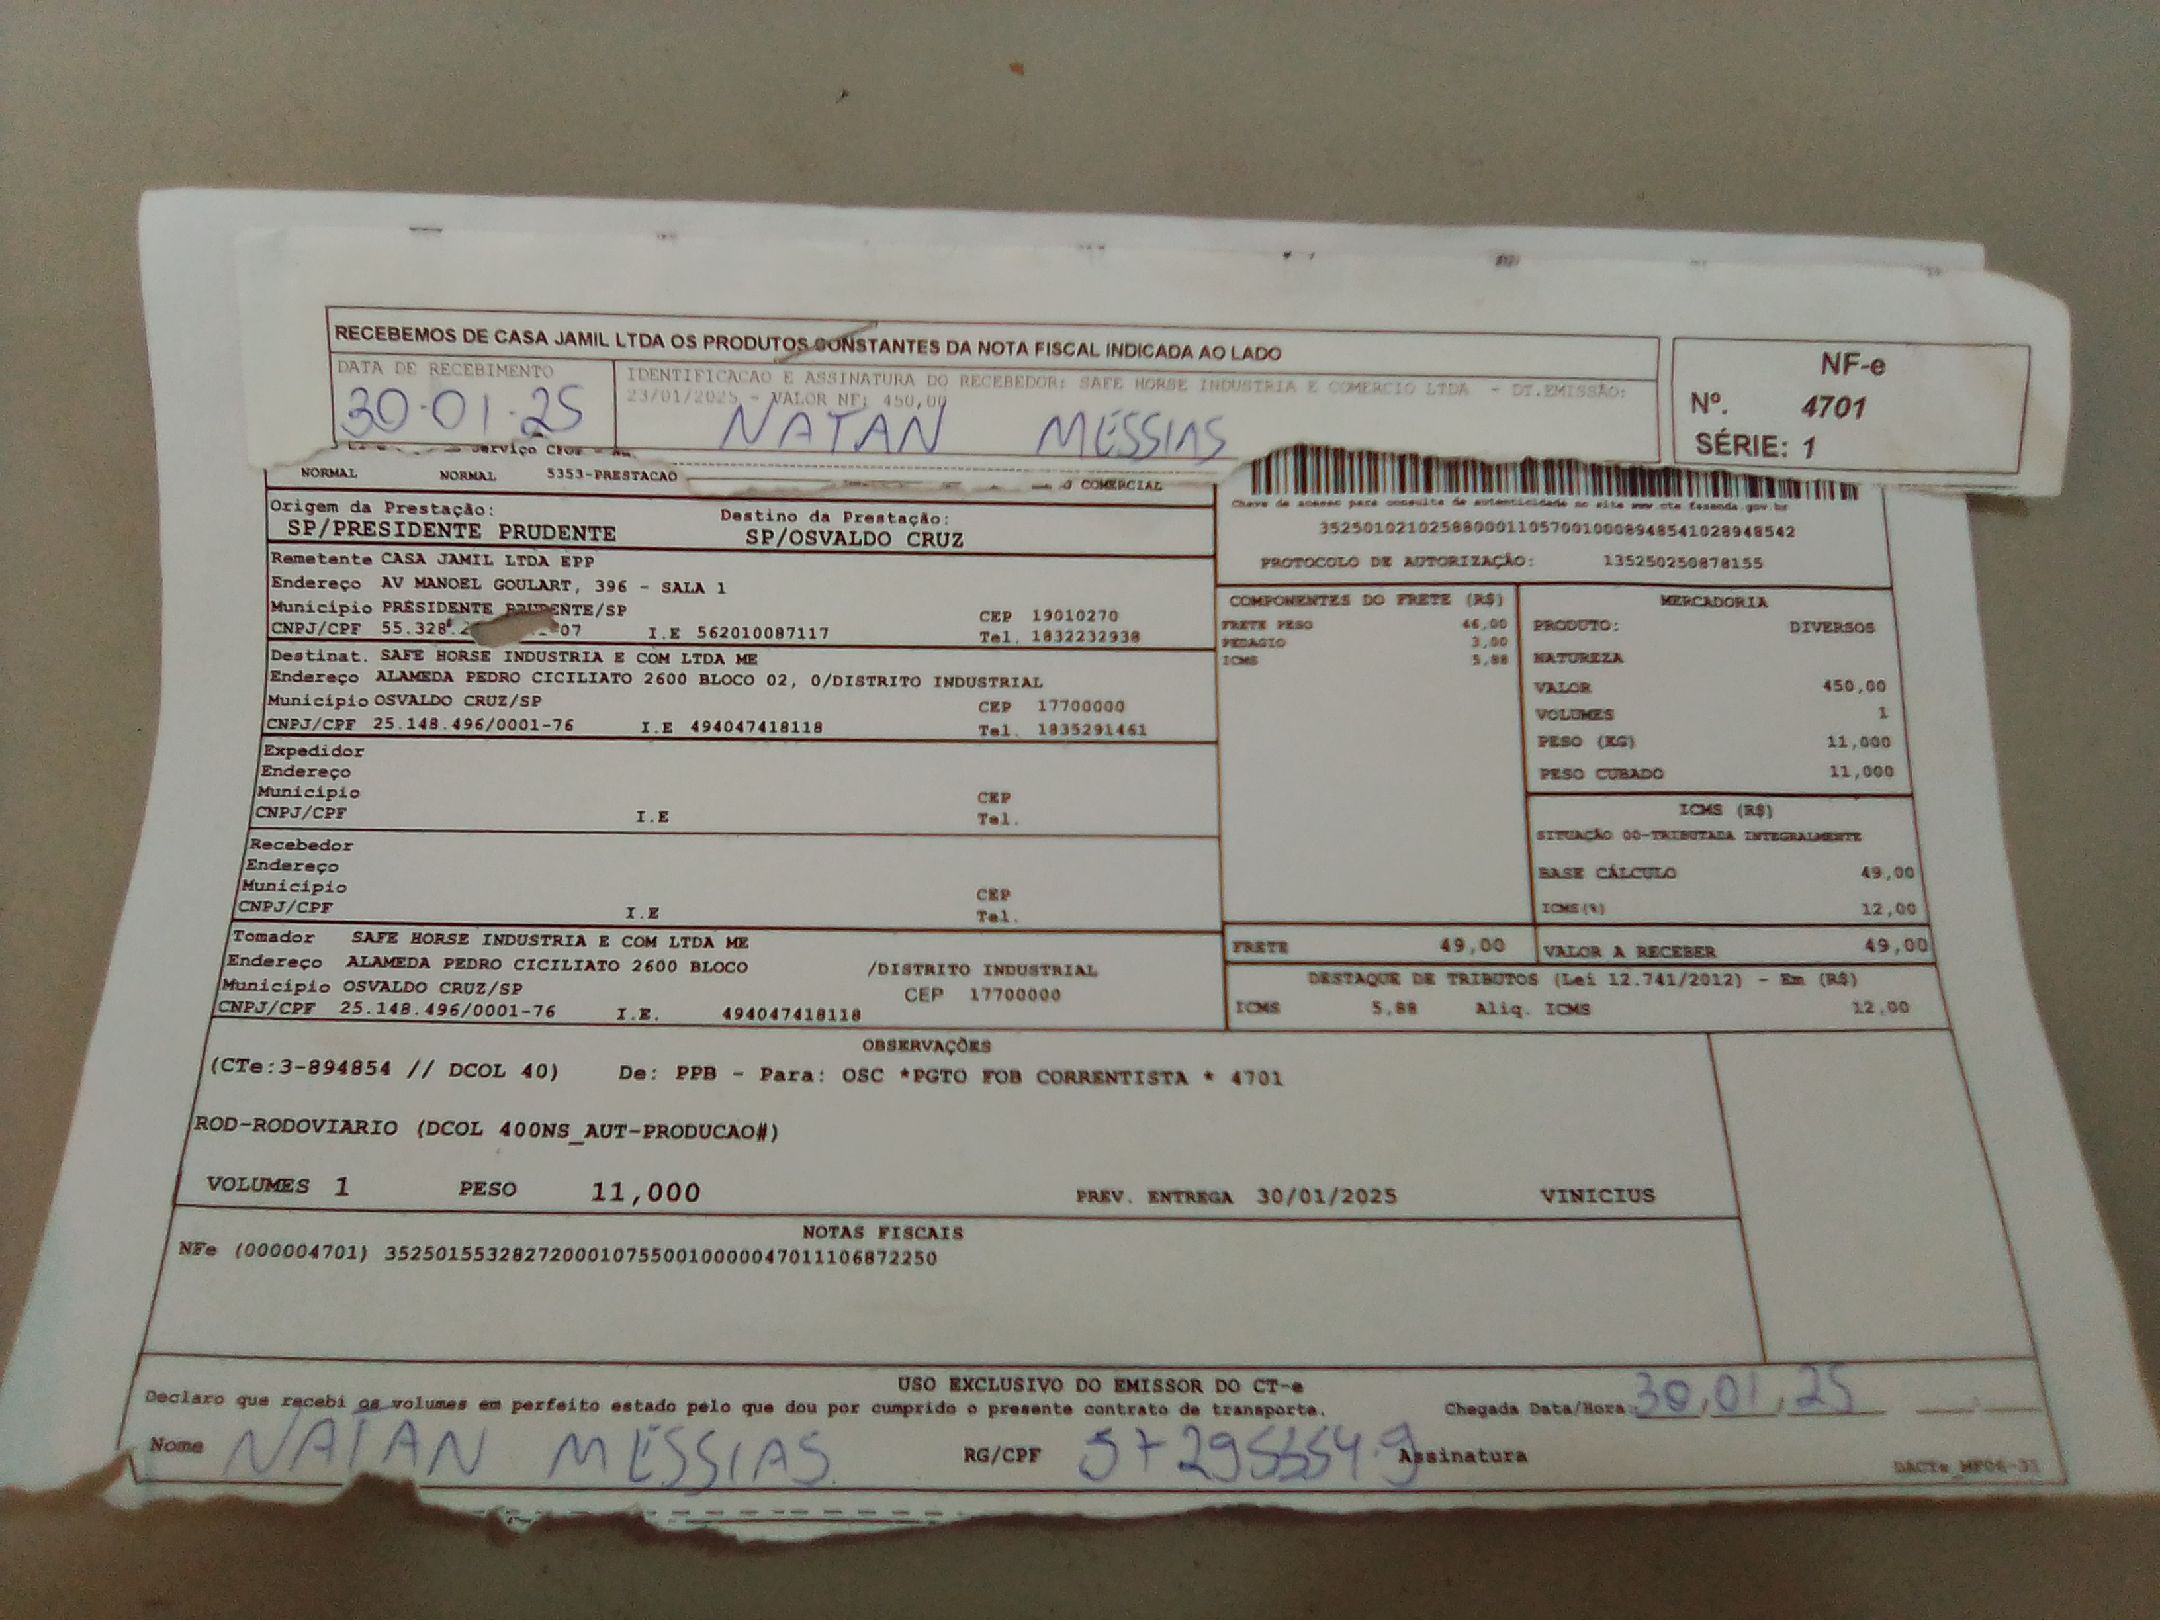 RECEBEMOS DE CASA JAMIL LTDA OS PRODUTOS CONSTANTES DA NOTA FISCAL INDICADA AO LADO
DATA DE RECEBIMENTO
30.01.25
IDENTIFICACAO E ASSINATURA DO RECEBEDOR: SAFE HORSE INDUSTRIA E COMERCIO LTDA - DT.EMISSÃO:
23/01/2025 - VALOR NF: 450,00
NATAN MESSIAS
NF-e
Nº. 4701
SÉRIE: 1
NORMAL NORMAL 5353-PRESTACAO COMERCIAL
Chave de acesso para consulta de autenticidade no site www.cte.fazenda.gov.br
PROTOCOLO DE AUTORIZAÇÃO: 135250250878155
Origem da Prestação:
SP/PRESIDENTE PRUDENTE
Destino da Prestação:
SP/OSVALDO CRUZ
Remetente CASA JAMIL LTDA EPP
Endereço AV MANOEL GOULART, 396 - SALA 1
Município PRESIDENTE PRUDENTE/SP CEP 19010270
CNPJ/CPF 55.328. 07 I.E 562010087117 Tel. 1832232938
Destinat. SAFE HORSE INDUSTRIA E COM LTDA ME
Endereço ALAMEDA PEDRO CICILIATO 2600 BLOCO 02, 0/DISTRITO INDUSTRIAL
Município OSVALDO CRUZ/SP CEP 17700000
CNPJ/CPF 25.148.496/0001-76 I.E 494047418118 Tel. 1835291461
Expedidor
Endereço
Município CEP
CNPJ/CPF I.E Tel.
Recebedor
Endereço
Município CEP
CNPJ/CPF I.E Tel.
Tomador SAFE HORSE INDUSTRIA E COM LTDA ME
Endereço ALAMEDA PEDRO CICILIATO 2600 BLOCO /DISTRITO INDUSTRIAL
Município OSVALDO CRUZ/SP CEP 17700000
CNPJ/CPF 25.148.496/0001-76 I.E. 494047418118
COMPONENTES DO FRETE (R$)
FRETE PESO 46,00
PEDAGIO 3,00
ICMS 5,88
FRETE 49,00
MERCADORIA
PRODUTO: DIVERSOS
NATUREZA
VALOR 450,00
VOLUMES 1
PESO (KG) 11,000
PESO CUBADO 11,000
ICMS (R$)
SITUAÇÃO 00-TRIBUTADA INTEGRALMENTE
BASE CÁLCULO 49,00
ICMS(%) 12,00
VALOR A RECEBER 49,00
DESTAQUE DE TRIBUTOS (Lei 12.741/2012) - Em (R$)
ICMS 5,88 Aliq. ICMS 12,00
OBSERVAÇÕES
(CTe:3-894854 // DCOL 40) De: PPB - Para: OSC *PGTO FOB CORRENTISTA * 4701
ROD-RODOVIARIO (DCOL 400NS_AUT-PRODUCAO#)
VOLUMES 1 PESO 11,000 PREV. ENTREGA 30/01/2025 VINICIUS
NOTAS FISCAIS
NFe (000004701) 35250155328272000107550010000047011106872250
USO EXCLUSIVO DO EMISSOR DO CT-e
Declaro que recebi os volumes em perfeito estado pelo que dou por cumprido o presente contrato de transporte. Chegada Data/Hora 30,01,25
Nome NATAN MESSIAS RG/CPF Assinatura